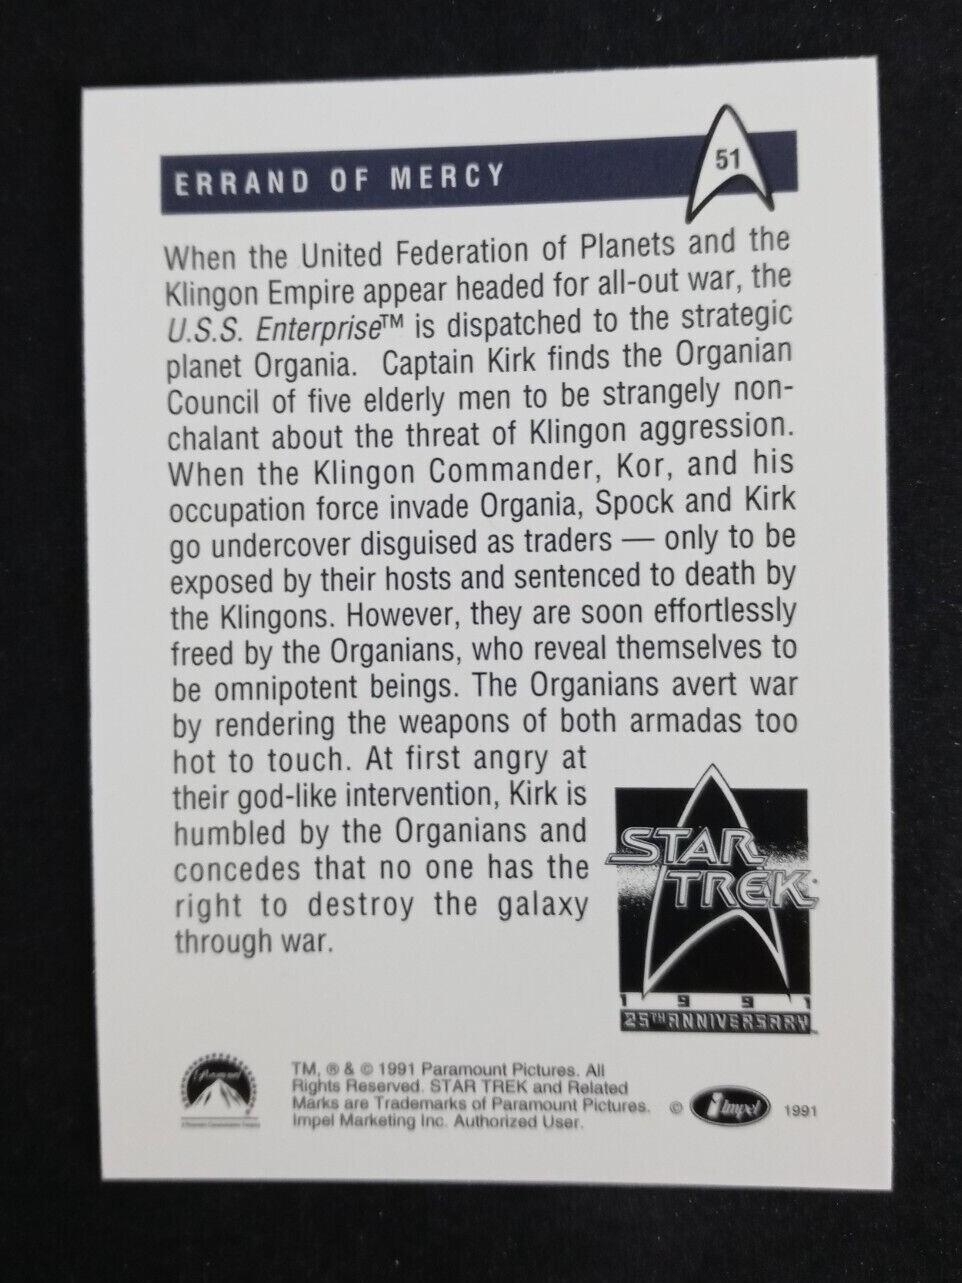 ERRAND OF MERCY
51
When the United Federation of Planets and the
Klingon Empire appear headed for all-out war, the
U.S.S. Enterprise™ is dispatched to the strategic
planet Organia. Captain Kirk finds the Organian
Council of five elderly men to be strangely non-
chalant about the threat of Klingon aggression.
When the Klingon Commander, Kor, and his
occupation force invade Organia, Spock and Kirk
go undercover disguised as traders — only to be
exposed by their hosts and sentenced to death by
the Klingons. However, they are soon effortlessly
freed by the Organians, who reveal themselves to
be omnipotent beings. The Organians avert war
by rendering the weapons of both armadas too
hot to touch. At first angry at
their god-like intervention, Kirk is
humbled by the Organians and
concedes that no one has the
right to destroy the galaxy
through war.
STAR
TREK
1991
25TH ANNIVERSARY
Paramount
TM, ® & © 1991 Paramount Pictures. All
Rights Reserved. STAR TREK and Related
Marks are Trademarks of Paramount Pictures.
Impel Marketing Inc. Authorized User.
© Impel 1991